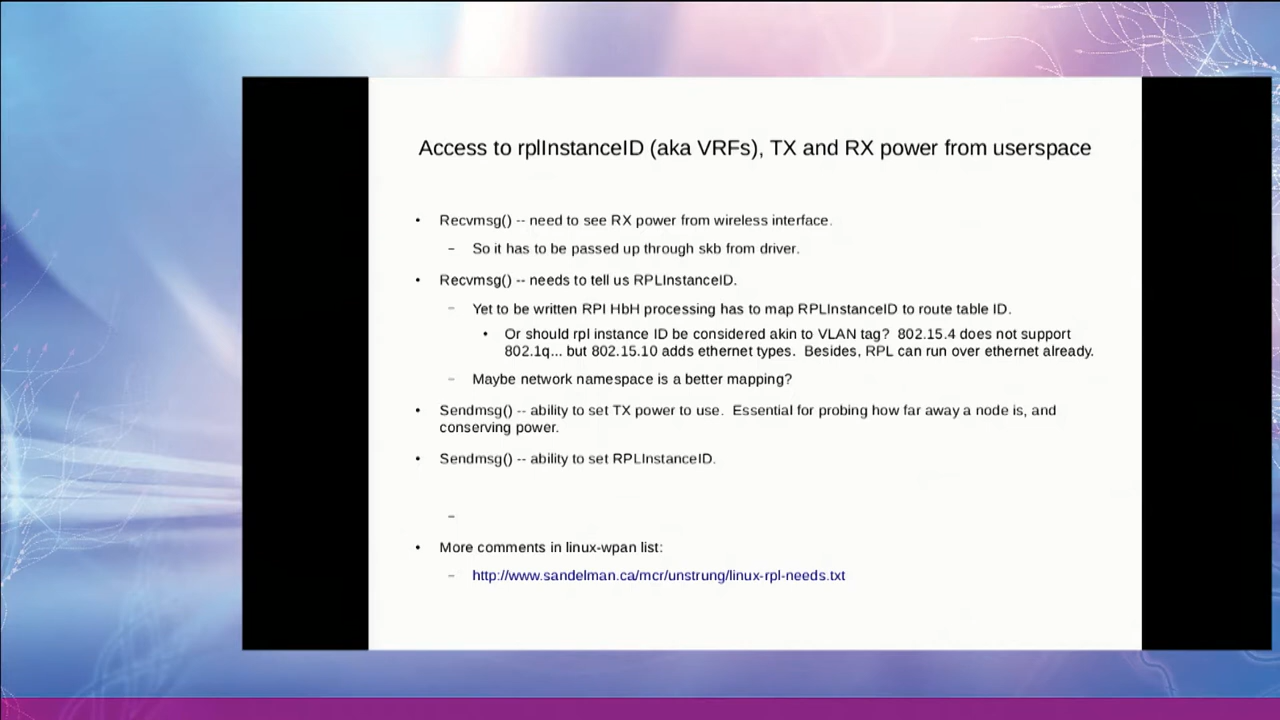 Access to rplInstanceID (aka VRFs), TX and RX power from userspace
• Recvmsg() -- need to see RX power from wireless interface.
– So it has to be passed up through skb from driver.
• Recvmsg() -- needs to tell us RPLInstanceID.
– Yet to be written RPI HbH processing has to map RPLInstanceID to route table ID.
• Or should rpl instance ID be considered akin to VLAN tag? 802.15.4 does not support
802.1q... but 802.15.10 adds ethernet types. Besides, RPL can run over ethernet already.
– Maybe network namespace is a better mapping?
• Sendmsg() -- ability to set TX power to use. Essential for probing how far away a node is, and
conserving power.
• Sendmsg() -- ability to set RPLInstanceID.
–
• More comments in linux-wpan list:
– http://www.sandelman.ca/mcr/unstrung/linux-rpl-needs.txt